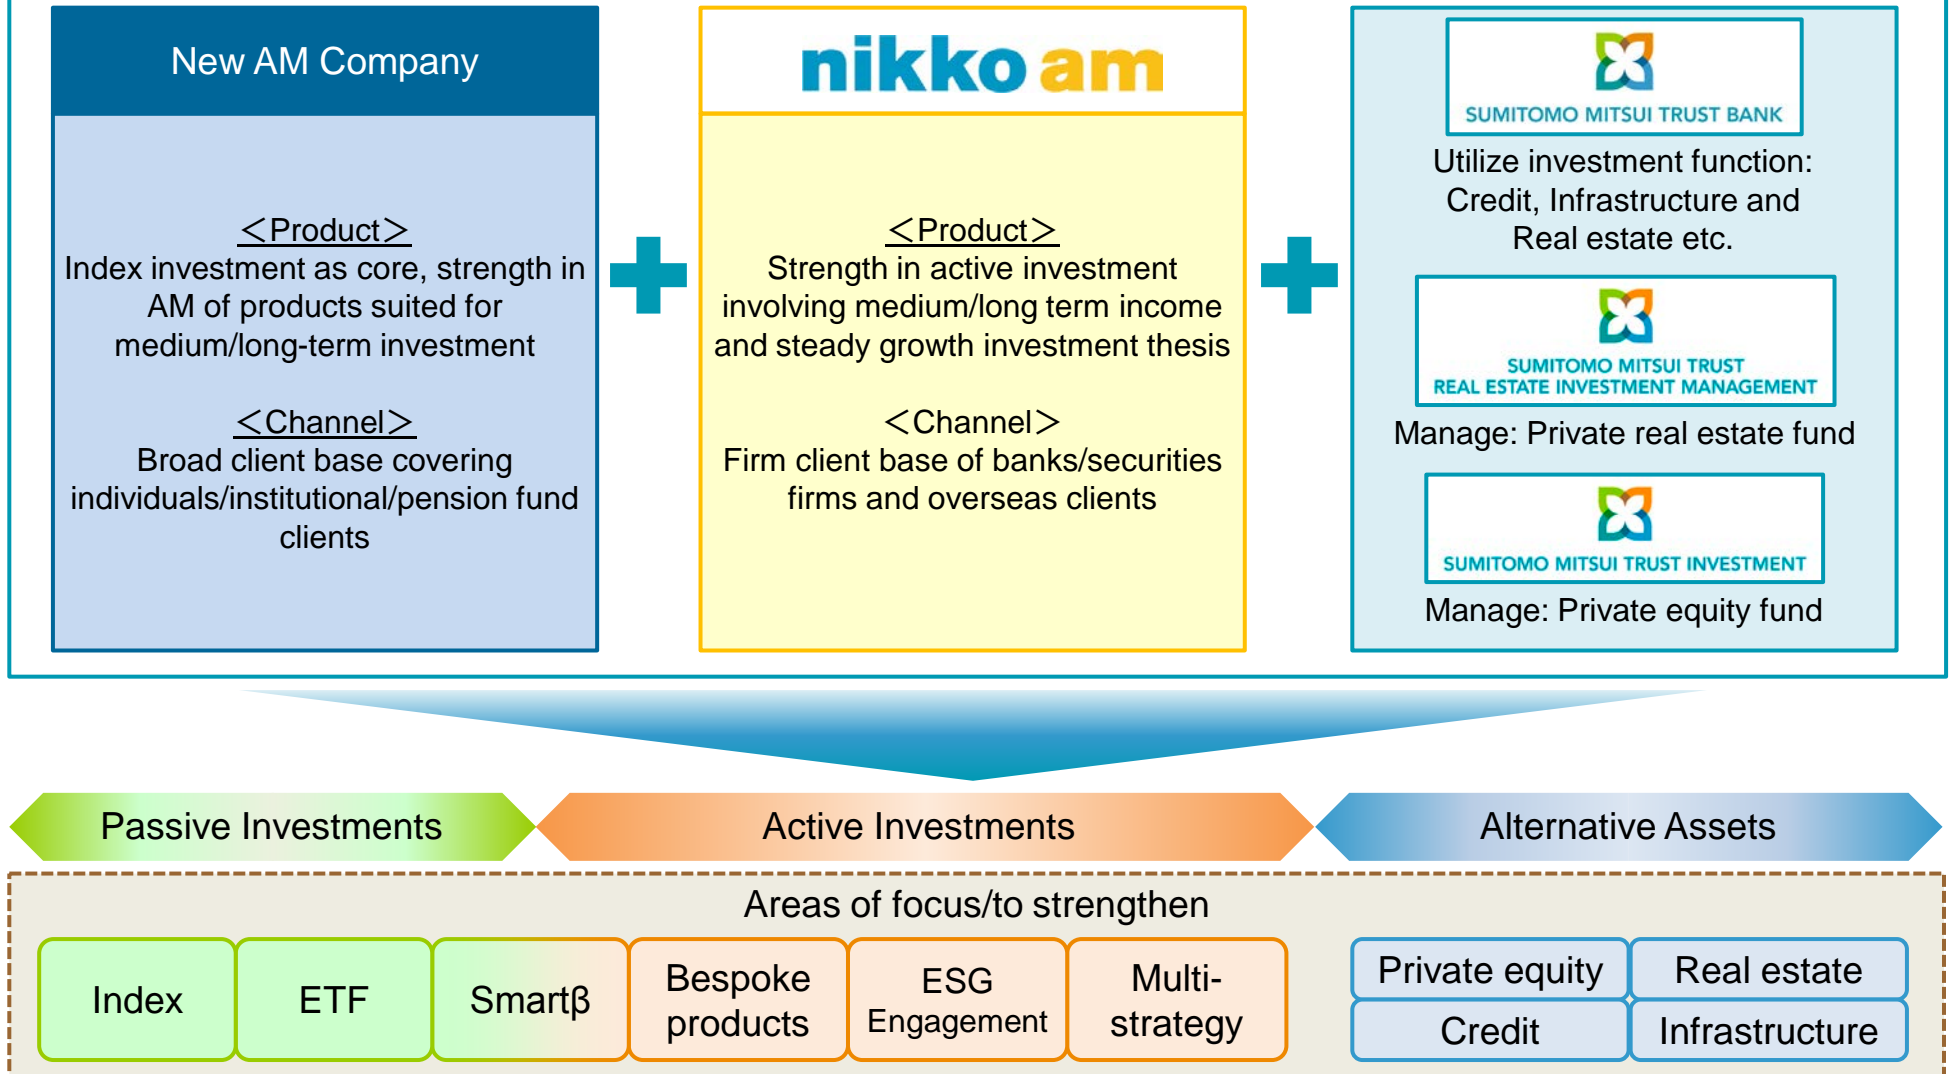 New AM Company
<Product>
Index investment as core, strength in
AM of products suited for
medium/long-term investment
<Channel>
Broad client base covering
individuals/institutional/pension fund
clients
nikko am
<Product>
Strength in active investment
involving medium/long term income
and steady growth investment thesis
<Channel>
Firm client base of banks/securities
firms and overseas clients
SUMITOMO MITSUI TRUST BANK
Utilize investment function:
Credit, Infrastructure and
Real estate etc.
SUMITOMO MITSUI TRUST
REAL ESTATE INVESTMENT MANAGEMENT
Manage: Private real estate fund
SUMITOMO MITSUI TRUST INVESTMENT
Manage: Private equity fund
Passive Investments
Active Investments
Alternative Assets
Areas of focus/to strengthen
Index
ETF
Smartβ
Bespoke
products
ESG
Engagement
Multi-
strategy
Private equity
Real estate
Credit
Infrastructure